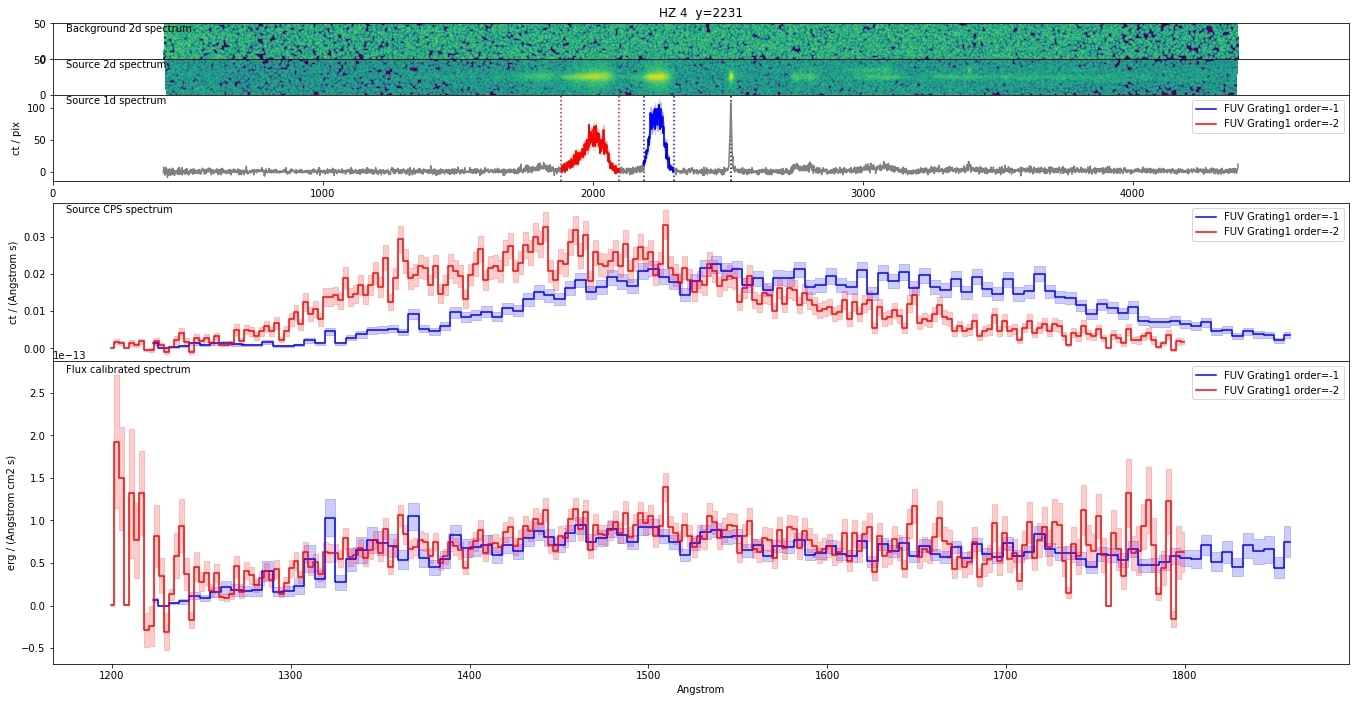 HZ 4 y=2231
50
Background 2d spectrum
50
0
Source 2d spectrum
0
Source 1d spectrum
FUV Grating1 order=-1
FUV Grating1 order=-2
100
50
0
ct / pix
0 1000 2000 3000 4000
Source CPS spectrum
FUV Grating1 order=-1
FUV Grating1 order=-2
0.03
0.02
0.01
0.00
ct / (Angstrom s)
1e−13
Flux calibrated spectrum
FUV Grating1 order=-1
FUV Grating1 order=-2
2.5
2.0
1.5
1.0
0.5
0.0
−0.5
erg / (Angstrom cm2 s)
1200 1300 1400 1500 1600 1700 1800
Angstrom